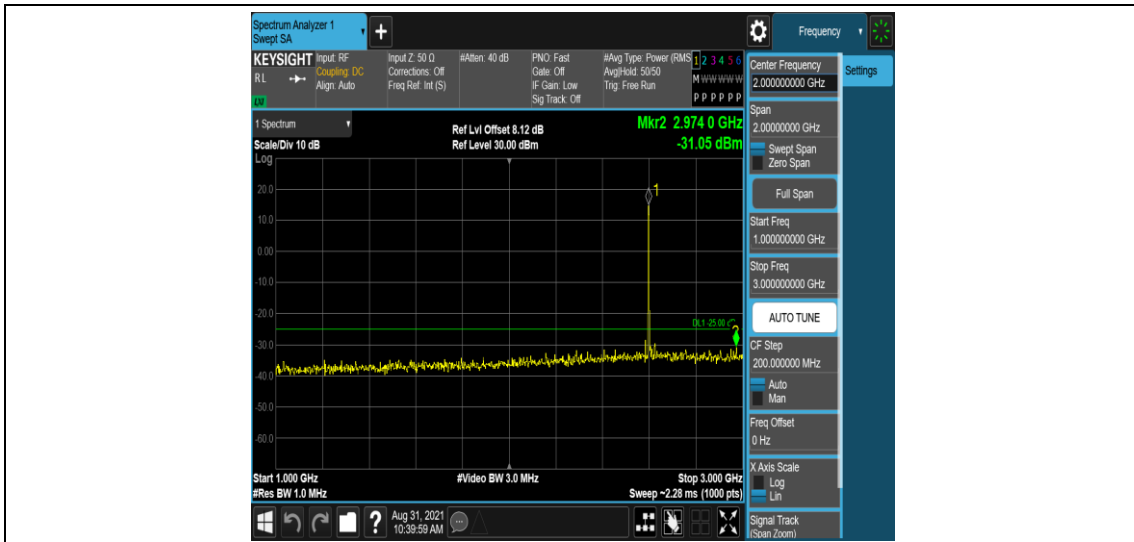 Spectrum Analyzer 1
Swept SA
+
Frequency
KEYSIGHT
RL
LXI
Input: RF
Coupling: DC
Align: Auto
Input Z: 50 Ω
Corrections: Off
Freq Ref: Int (S)
#Atten: 40 dB
PNO: Fast
Gate: Off
IF Gain: Low
Sig Track: Off
#Avg Type: Power (RMS
Avg|Hold: 50/50
Trig: Free Run
1 2 3 4 5 6
M W W W W W
P P P P P P
1 Spectrum
Scale/Div 10 dB
Log
Ref Lvl Offset 8.12 dB
Ref Level 30.00 dBm
Mkr2 2.974 0 GHz
-31.05 dBm
20.0
10.0
0.00
-10.0
-20.0
-30.0
-40.0
-50.0
-60.0
1
DL1 -25.00
Start 1.000 GHz
#Res BW 1.0 MHz
#Video BW 3.0 MHz
Stop 3.000 GHz
Sweep ~2.28 ms (1000 pts)
Aug 31, 2021
10:39:59 AM
?
Center Frequency
2.000000000 GHz
Settings
Span
2.00000000 GHz
Swept Span
Zero Span
Full Span
Start Freq
1.000000000 GHz
Stop Freq
3.000000000 GHz
AUTO TUNE
CF Step
200.000000 MHz
Auto
Man
Freq Offset
0 Hz
X Axis Scale
Log
Lin
Signal Track
(Span Zoom)